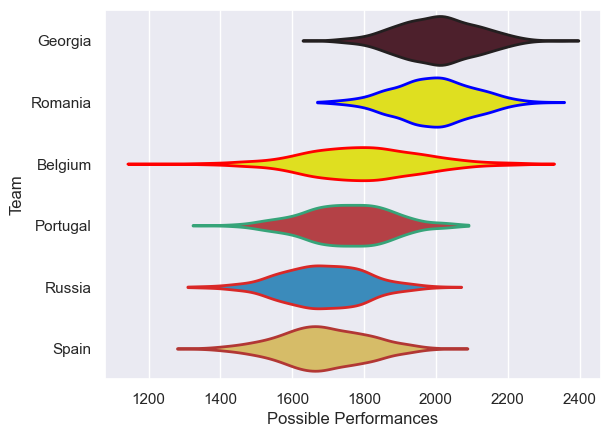 Georgia
Romania
Belgium
Portugal
Russia
Spain
Team
1200 1400 1600 1800 2000 2200 2400
Possible Performances